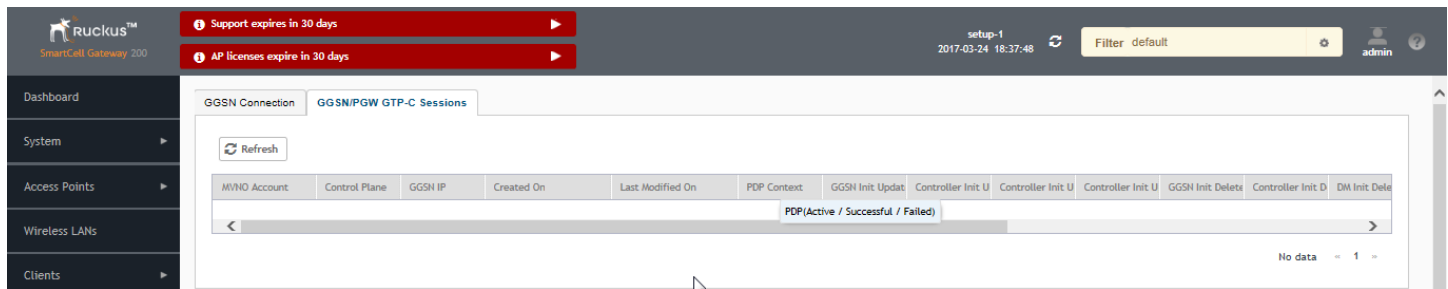 Ruckus™
SmartCell Gateway 200
Support expires in 30 days
AP licenses expire in 30 days
setup-1
2017-03-24 18:37:48
Filter default
admin
?
Dashboard
System
Access Points
Wireless LANs
Clients
GGSN Connection
GGSN/PGW GTP-C Sessions
Refresh
MVNO Account Control Plane GGSN IP Created On Last Modified On PDP Context GGSN Init Updat Controller Init U Controller Init U Controller Init U GGSN Init Delete Controller Init D DM Init Dele
PDP(Active / Successful / Failed)
No data « 1 »